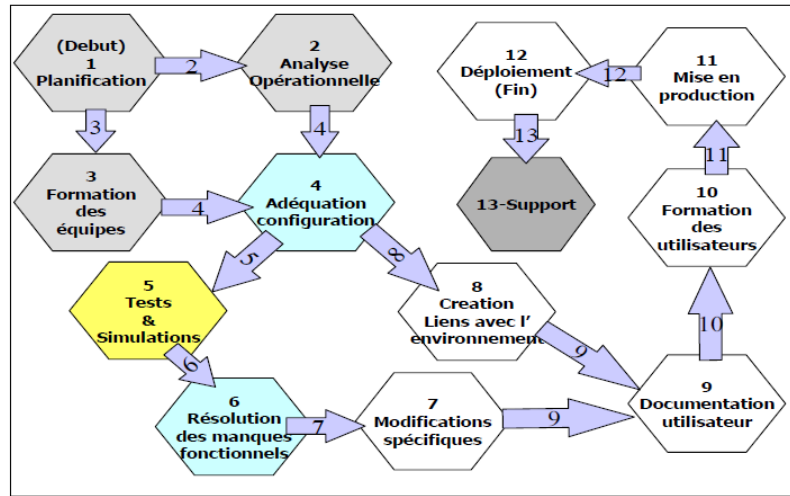 (Debut)
1
Planification
2
2
Analyse
Opérationnelle
3
4
3
Formation
des
équipes
4
4
Adéquation
configuration
5
8
5
Tests
&
Simulations
6
6
Résolution
des manques
fonctionnels
7
7
Modifications
spécifiques
9
8
Creation
Liens avec l’
environnement
9
9
Documentation
utilisateur
10
10
Formation
des
utilisateurs
11
11
Mise en
production
12
12
Déploiement
(Fin)
13
13-Support